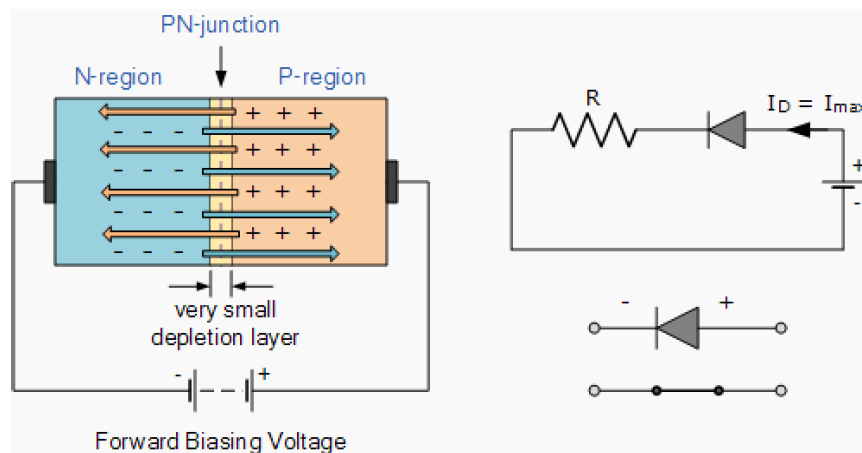 PN-junction
N-region
P-region
+ + +
- - -
+ + +
- - -
+ + +
- - -
+ + +
- - -
very small
depletion layer
- +
Forward Biasing Voltage
R
I_D = I_max
+
-
- +